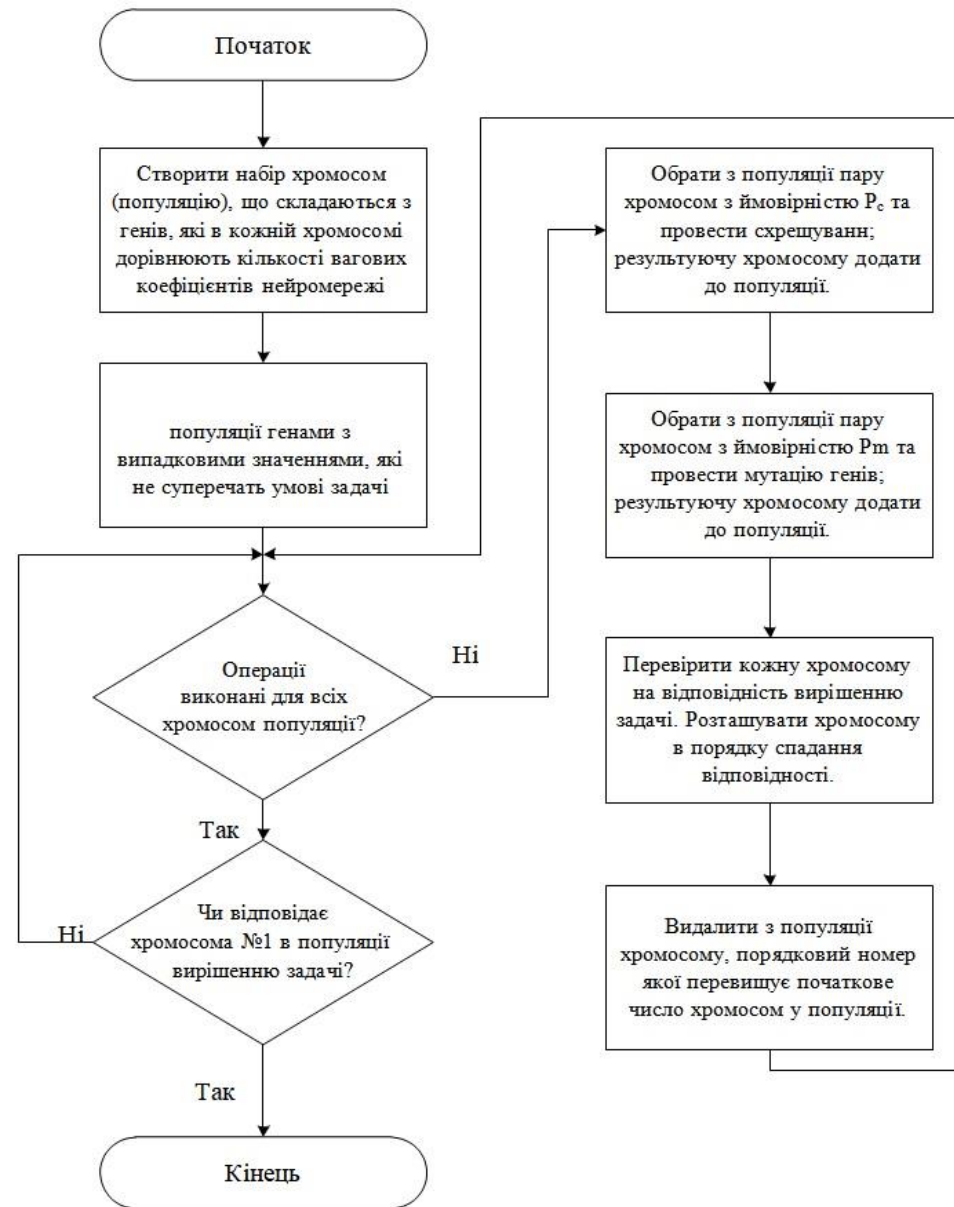 Початок
Створити набір хромосом
(популяцію), що складаються з
генів, які в кожній хромосомі
дорівнюють кількості вагових
коефіцієнтів нейромережі
популяції генами з
випадковими значеннями, які
не суперечать умові задачі
Операції
виконані для всіх
хромосом популяції?
Ні
Так
Чи відповідає
хромосома №1 в популяції
вирішенню задачі?
Ні
Так
Кінець
Обрати з популяції пару
хромосом з ймовірністю Pc та
провести схрещуванн;
результуючу хромосому додати
до популяції.
Обрати з популяції пару
хромосом з ймовірністю Pm та
провести мутацію генів;
результуючу хромосому додати
до популяції.
Перевірити кожну хромосому
на відповідність вирішенню
задачі. Розташувати хромосому
в порядку спадання
відповідності.
Видалити з популяції
хромосому, порядковий номер
якої перевищує початкове
число хромосом у популяції.